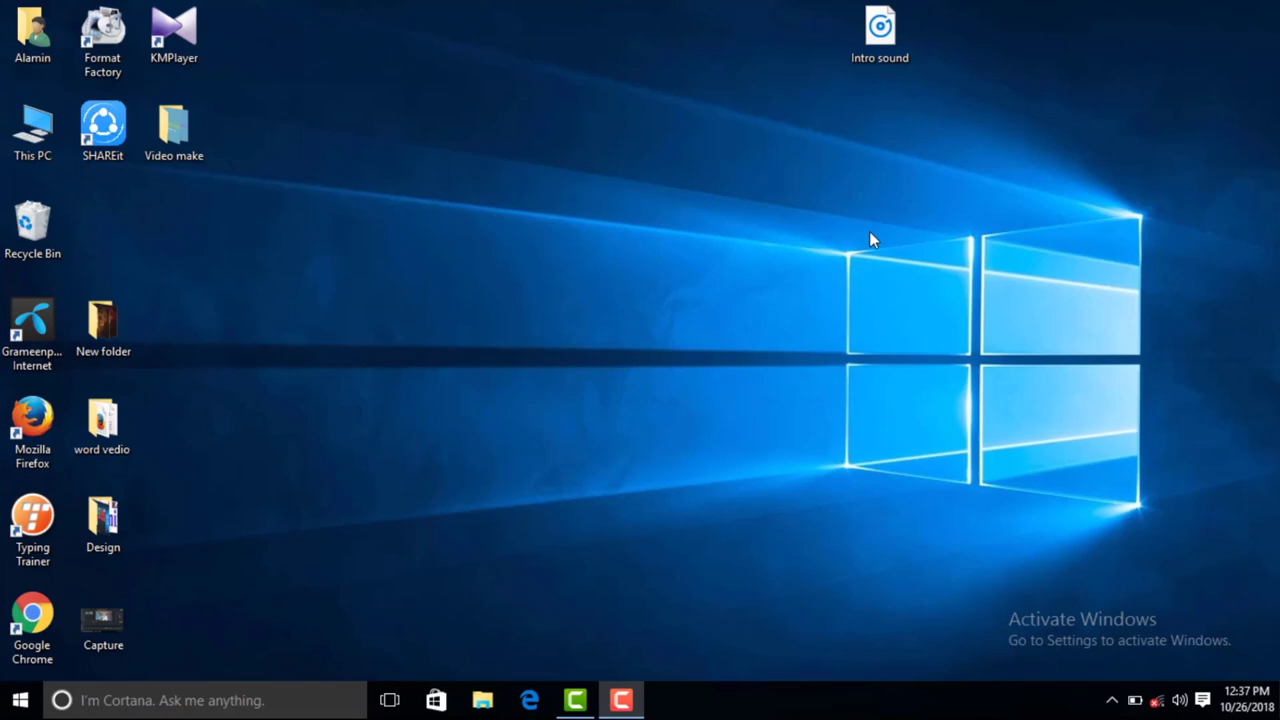 Alamin
Format
Factory
KMPlayer
Intro sound
This PC
SHAREit
Video make
Recycle Bin
Grameenp...
Internet
New folder
Mozilla
Firefox
word vedio
Typing
Trainer
Design
Google
Chrome
Capture
Activate Windows
Go to Settings to activate Windows.
I'm Cortana. Ask me anything.
12:37 PM
10/26/2018